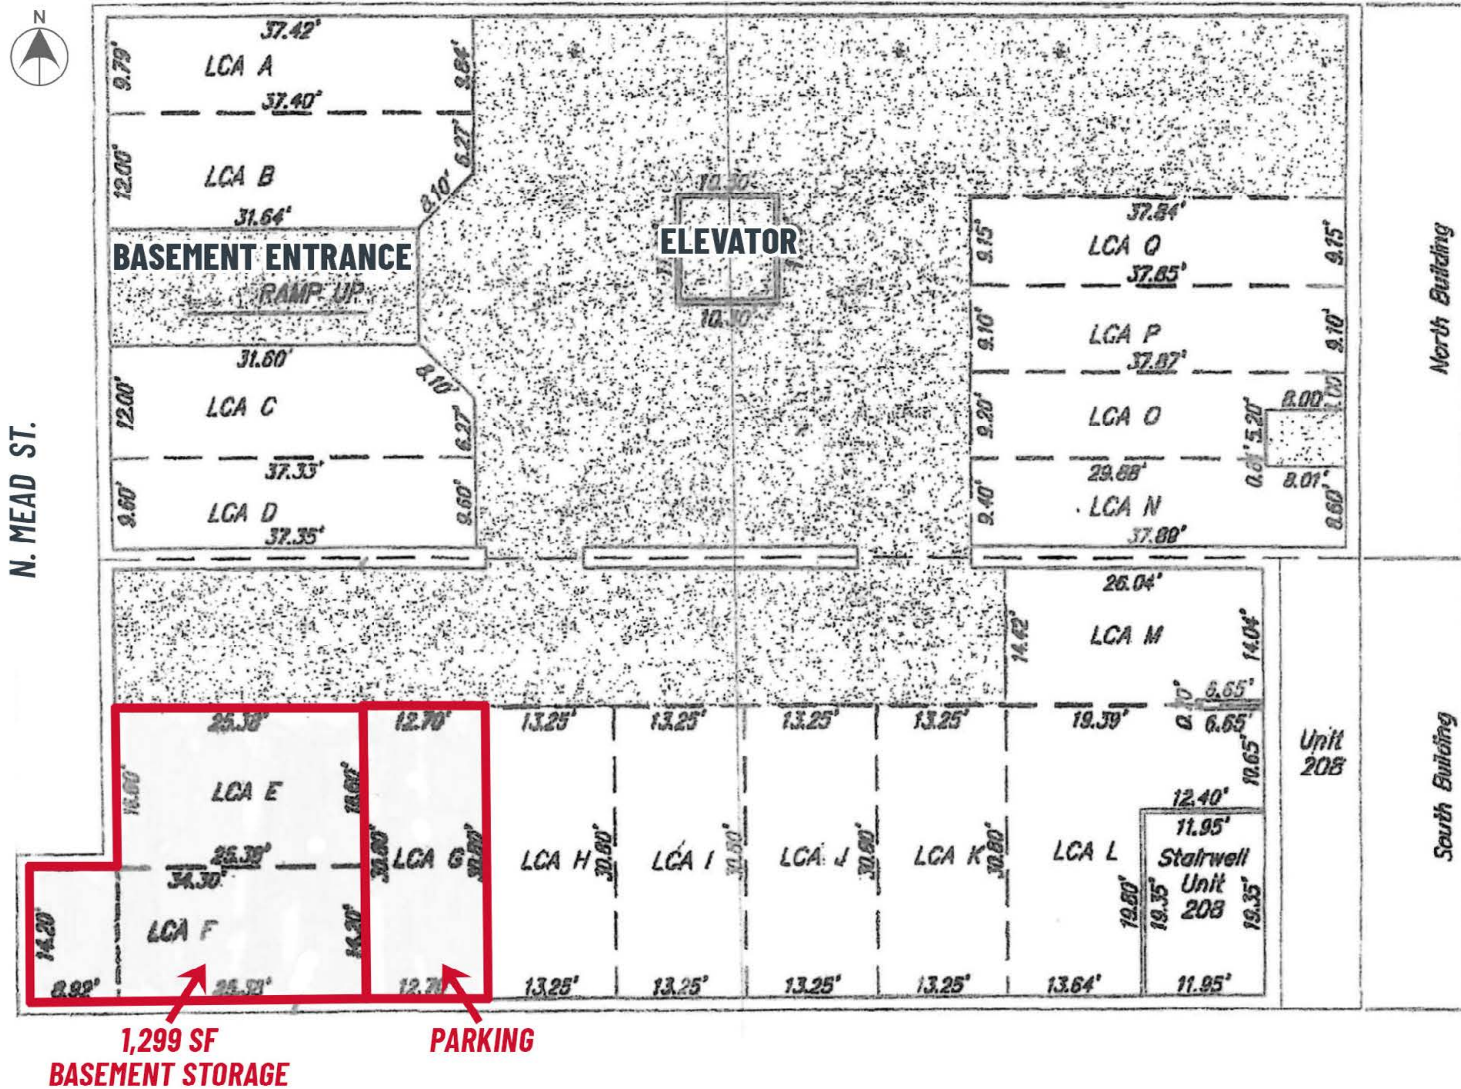 N
37.42'
9.79'
LCA A
9.84'
37.40'
12.00'
LCA B
6.27'
8.10'
31.64'
BASEMENT ENTRANCE
RAMP UP
ELEVATOR
31.60'
8.10'
12.00'
LCA C
6.27'
37.33'
9.60'
LCA D
9.60'
37.35'
N. MEAD ST.
37.84'
9.15'
LCA Q
9.15'
37.85'
9.10'
LCA P
9.10'
37.87'
9.20'
LCA O
5.20'
8.00'
29.88'
8.01'
9.40'
LCA N
8.60'
North Building
26.04'
14.42'
LCA M
14.04'
6.65'
6.65'
19.39'
10.65'
12.40'
11.95'
Stairwell
Unit
208
19.80'
19.35'
19.35'
LCA L
13.64'
11.95'
Unit
208
South Building
LCA E
34.30'
14.20'
LCA F
14.20'
8.92'
12.70'
30.80'
LCA G
30.80'
13.25'
LCA H
30.80'
13.25'
13.25'
LCA I
30.80'
13.25'
13.25'
LCA J
30.80'
13.25'
13.25'
LCA K
30.80'
13.25'
1,299 SF
BASEMENT STORAGE
PARKING